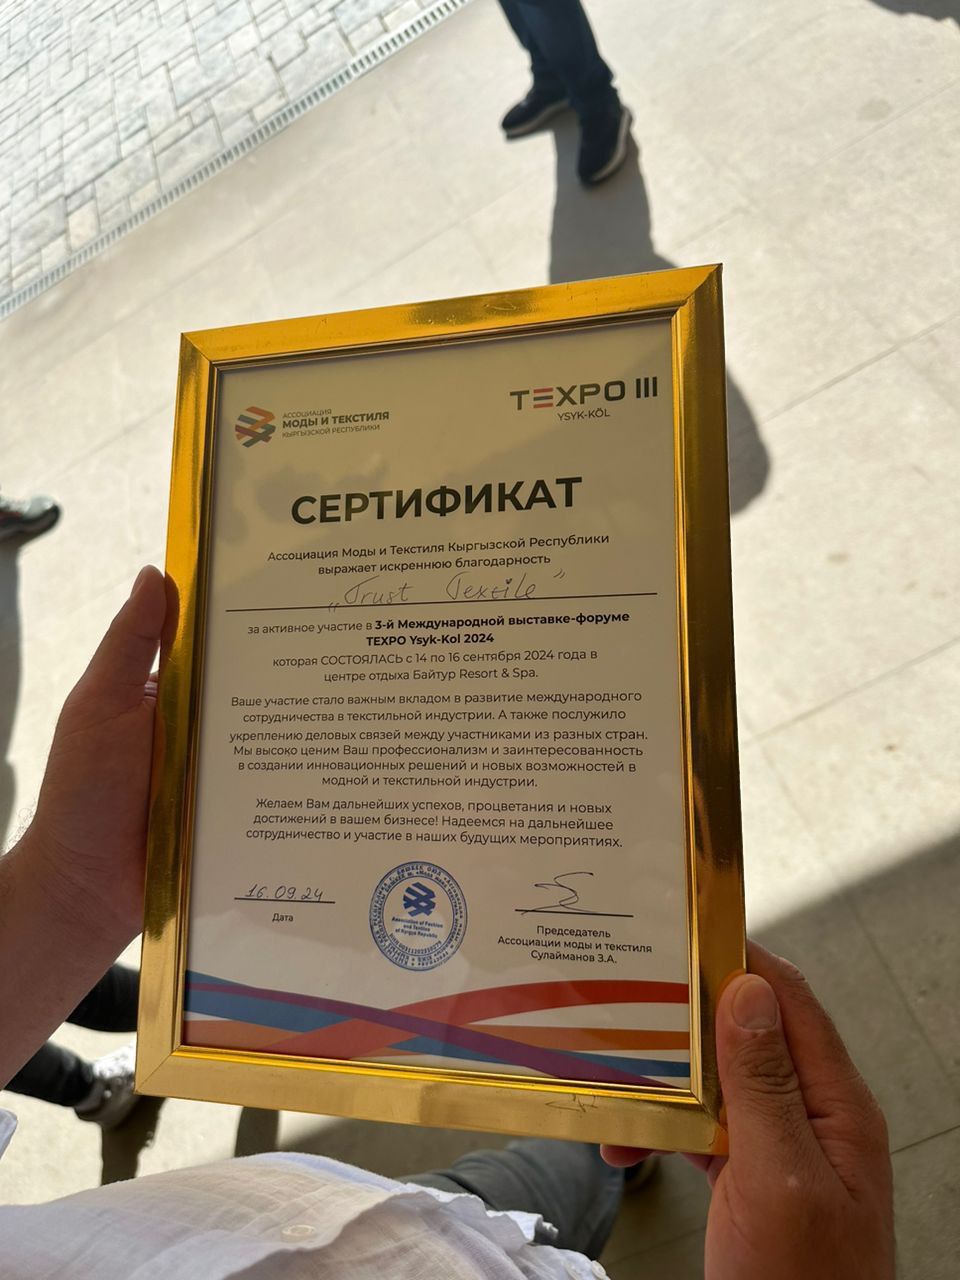 АССОЦИАЦИЯ
МОДЫ И ТЕКСТИЛЯ
КЫРГЫЗСКОЙ РЕСПУБЛИКИ
TEXPO III
YSYK-KÖL
СЕРТИФИКАТ
Ассоциация Моды и Текстиля Кыргызской Республики
выражает искреннюю благодарность
„Trust Textile”
за активное участие в 3-й Международной выставке-форуме
TEXPO Ysyk-Kol 2024
которая СОСТОЯЛАСЬ с 14 по 16 сентября 2024 года в
центре отдыха Байтур Resort & Spa.
Ваше участие стало важным вкладом в развитие международного
сотрудничества в текстильной индустрии. А также послужило
укреплению деловых связей между участниками из разных стран.
Мы высоко ценим Ваш профессионализм и заинтересованность
в создании инновационных решений и новых возможностей в
модной и текстильной индустрии.
Желаем Вам дальнейших успехов, процветания и новых
достижений в вашем бизнесе! Надеемся на дальнейшее
сотрудничество и участие в наших будущих мероприятиях.
16.09.24
Дата
Association of Fashion
and Textiles
of Kyrgyz Republic
Председатель
Ассоциации моды и текстиля
Сулайманов З.А.